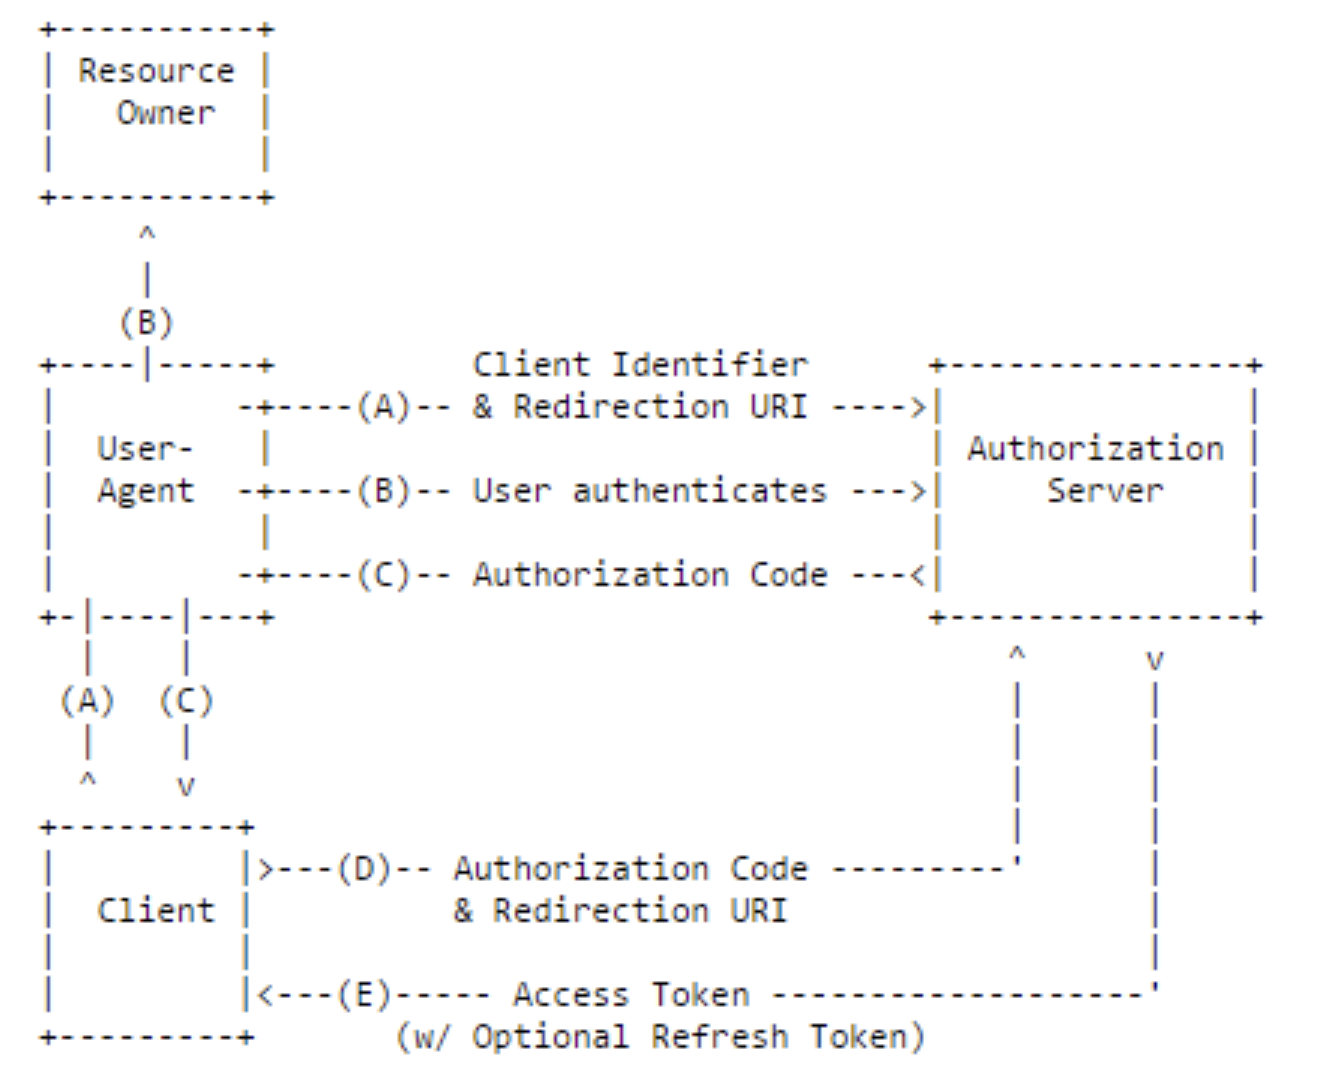 +----------+
| Resource |
|   Owner  |
|          |
+----------+
     ^
     |
    (B)
+----|-----+          Client Identifier      +---------------+
|         -+----(A)-- & Redirection URI ---->|               |
|  User-   |                                 | Authorization |
|  Agent  -+----(B)-- User authenticates --->|     Server    |
|          |                                 |               |
|         -+----(C)-- Authorization Code ---<|               |
+-|----|---+                                 +---------------+
  |    |                                         ^      v
 (A)  (C)                                        |      |
  |    |                                         |      |
  ^    v                                         |      |
+---------+                                      |      |
|         |>---(D)-- Authorization Code ---------'      |
|  Client |          & Redirection URI                  |
|         |                                             |
|         |<---(E)----- Access Token -------------------'
+---------+       (w/ Optional Refresh Token)